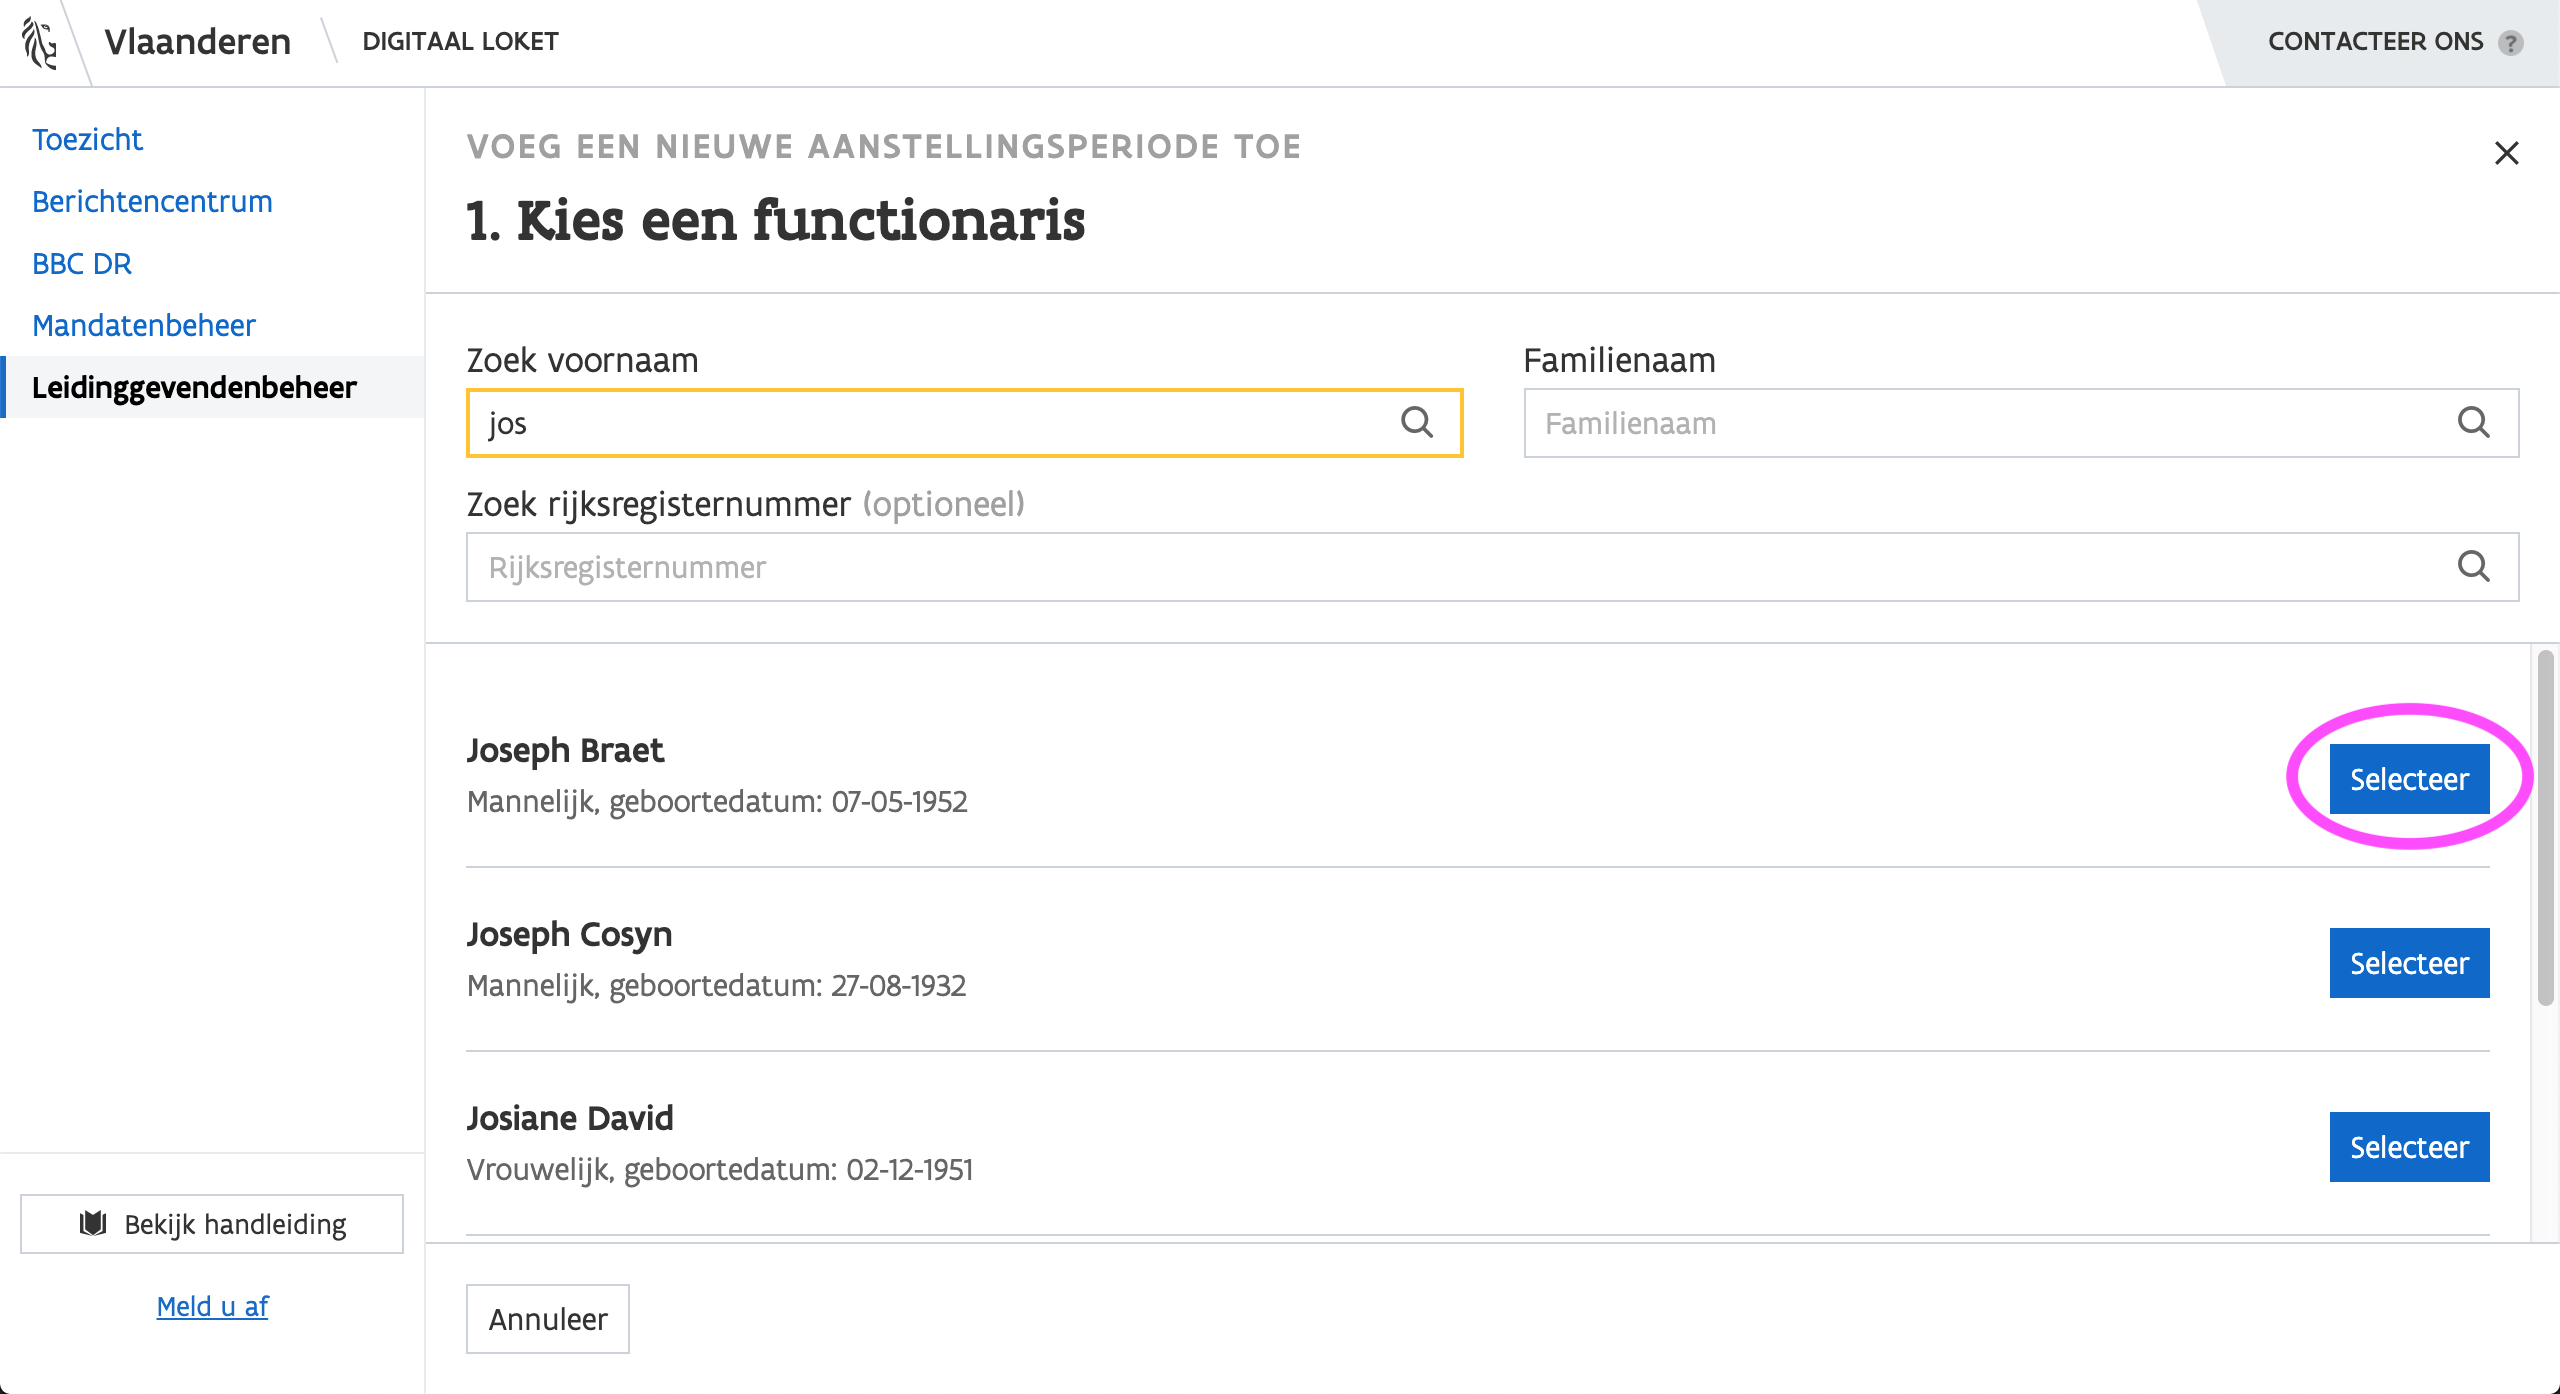 Vlaanderen
DIGITAAL LOKET
CONTACTEER ONS ?
Toezicht
Berichtencentrum
BBC DR
Mandatenbeheer
Leidinggevendenbeheer
VOEG EEN NIEUWE AANSTELLINGSPERIODE TOE
1. Kies een functionaris
Zoek voornaam
jos
Familienaam
Familienaam
Zoek rijksregisternummer (optioneel)
Rijksregisternummer
Joseph Braet
Mannelijk, geboortedatum: 07-05-1952
Selecteer
Joseph Cosyn
Mannelijk, geboortedatum: 27-08-1932
Selecteer
Josiane David
Vrouwelijk, geboortedatum: 02-12-1951
Selecteer
Bekijk handleiding
Meld u af
Annuleer